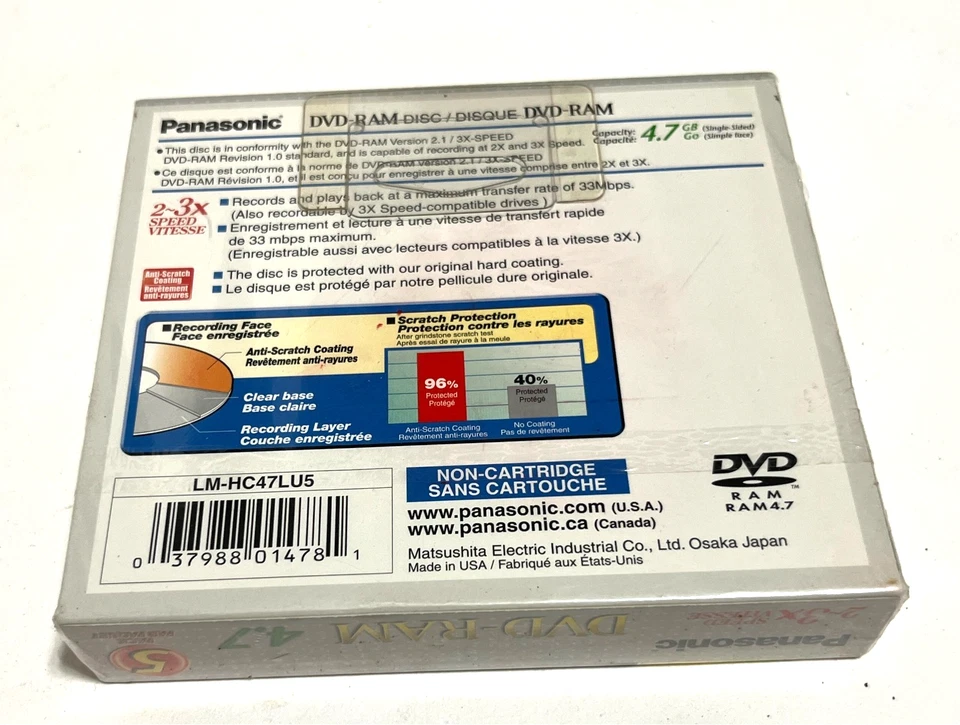 Panasonic
DVD-RAM DISC / DISQUE DVD-RAM
Capacity: Capacité: 4.7 GB Go (Single-Sided) (Simple face)
• This disc is in conformity with the DVD-RAM Version 2.1 / 3X-SPEED
DVD-RAM Revision 1.0 standard, and is capable of recording at 2X and 3X Speed.
• Ce disque est conforme à la norme de DVD-RAM Version 2.1 / 3X-SPEED
DVD-RAM Révision 1.0, et il est conçu pour enregistrer à une vitesse comprise entre 2X et 3X.
2~3X
SPEED
VITESSE
■ Records and plays back at a maximum transfer rate of 33Mbps.
(Also recordable by 3X Speed-compatible drives )
■ Enregistrement et lecture à une vitesse de transfert rapide
de 33 mbps maximum.
(Enregistrable aussi avec lecteurs compatibles à la vitesse 3X.)
Anti-Scratch
Coating
Revêtement
anti-rayures
■ The disc is protected with our original hard coating.
■ Le disque est protégé par notre pellicule dure originale.
■ Recording Face
Face enregistrée
Anti-Scratch Coating
Revêtement anti-rayures
Clear base
Base claire
Recording Layer
Couche enregistrée
■ Scratch Protection
Protection contre les rayures
After grindstone scratch test
Après essai de rayure à la meule
96%
Protected
Protégé
40%
Protected
Protégé
Anti-Scratch Coating
Revêtement anti-rayures
No Coating
Pas de revêtement
LM-HC47LU5
0 37988 01478 1
NON-CARTRIDGE
SANS CARTOUCHE
www.panasonic.com (U.S.A.)
www.panasonic.ca (Canada)
Matsushita Electric Industrial Co., Ltd. Osaka Japan
Made in USA / Fabriqué aux États-Unis
DVD
™
RAM
RAM4.7
Panasonic
2~3X SPEED VITESSE
DVD-RAM
4.7
5